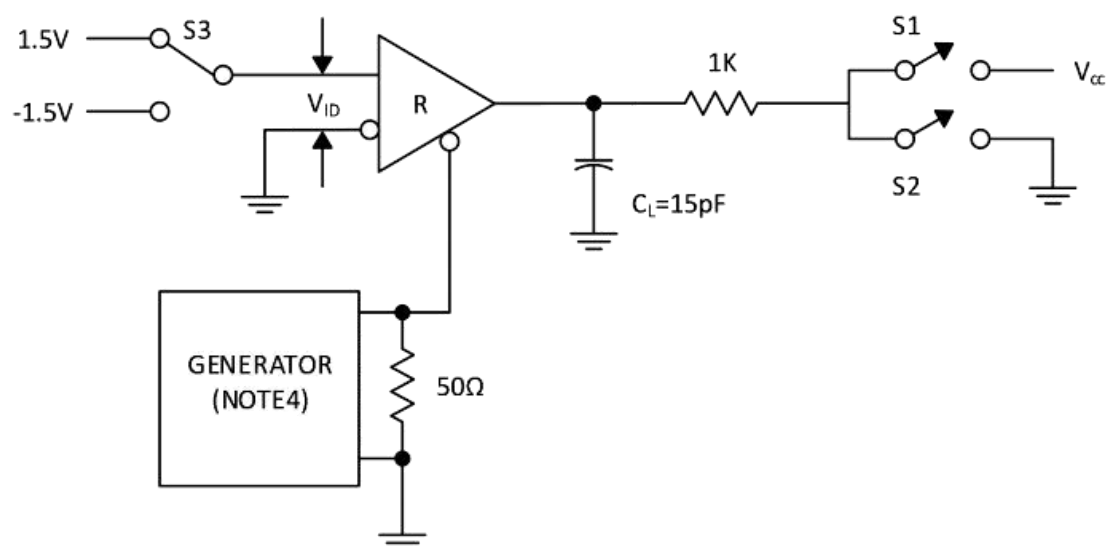 S3
1.5V
-1.5V
V_ID
R
1K
S1
V_cc
S2
C_L=15pF
GENERATOR
(NOTE4)
50Ω